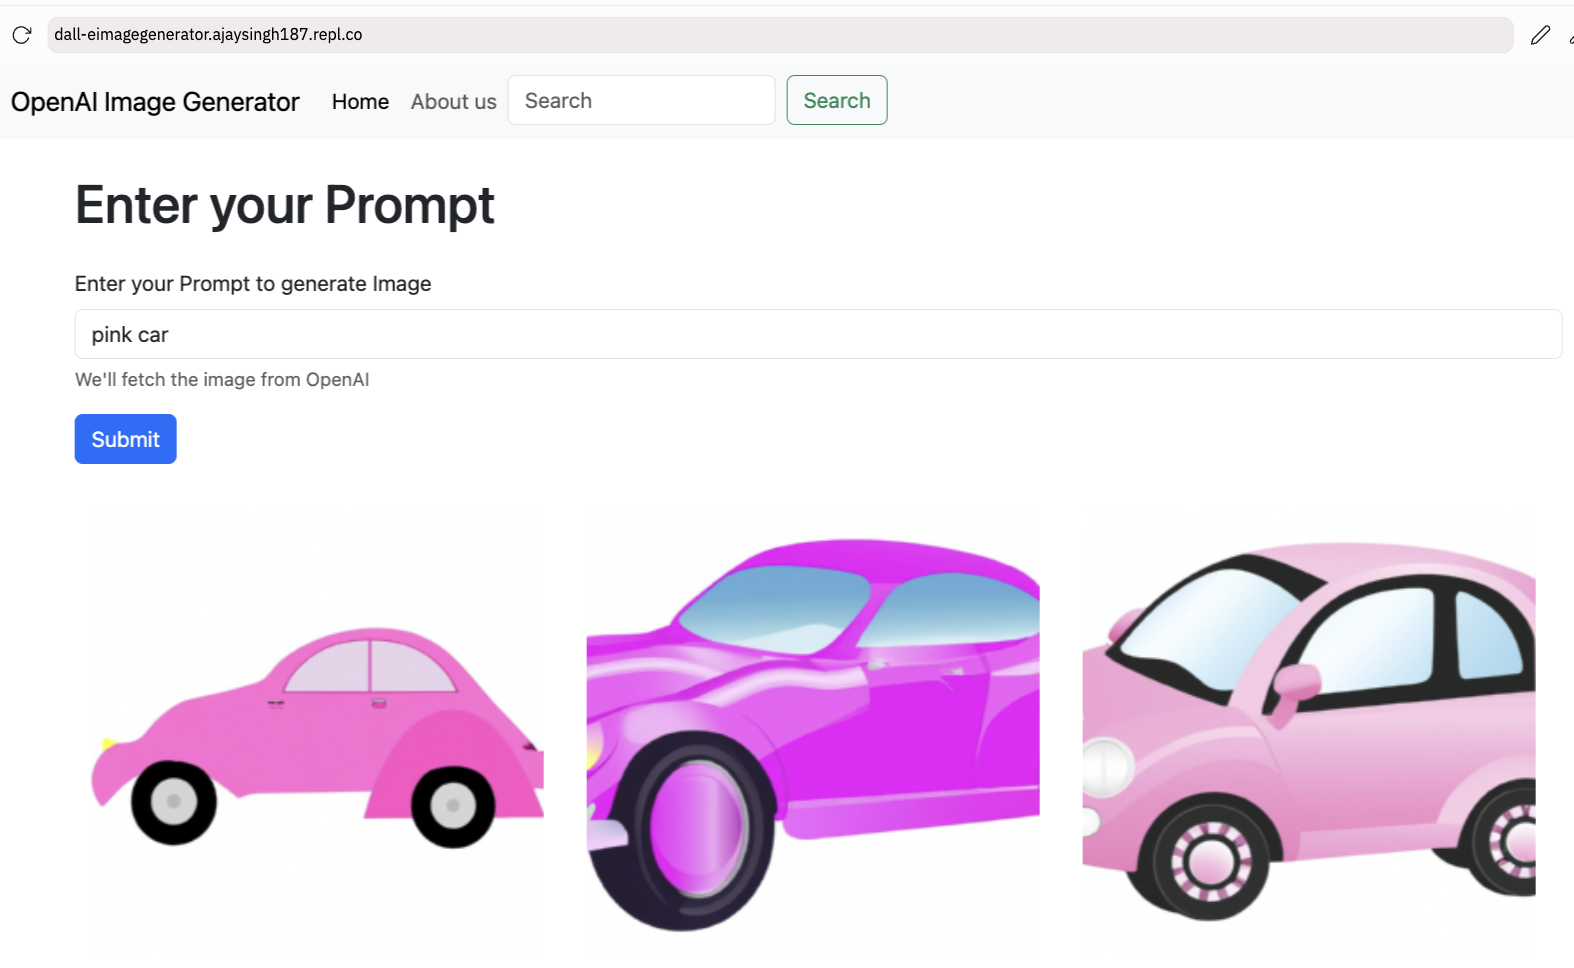 dall-eimagegenerator.ajaysingh187.repl.co
OpenAI Image Generator Home About us Search Search
Enter your Prompt
Enter your Prompt to generate Image
pink car
We'll fetch the image from OpenAI
Submit